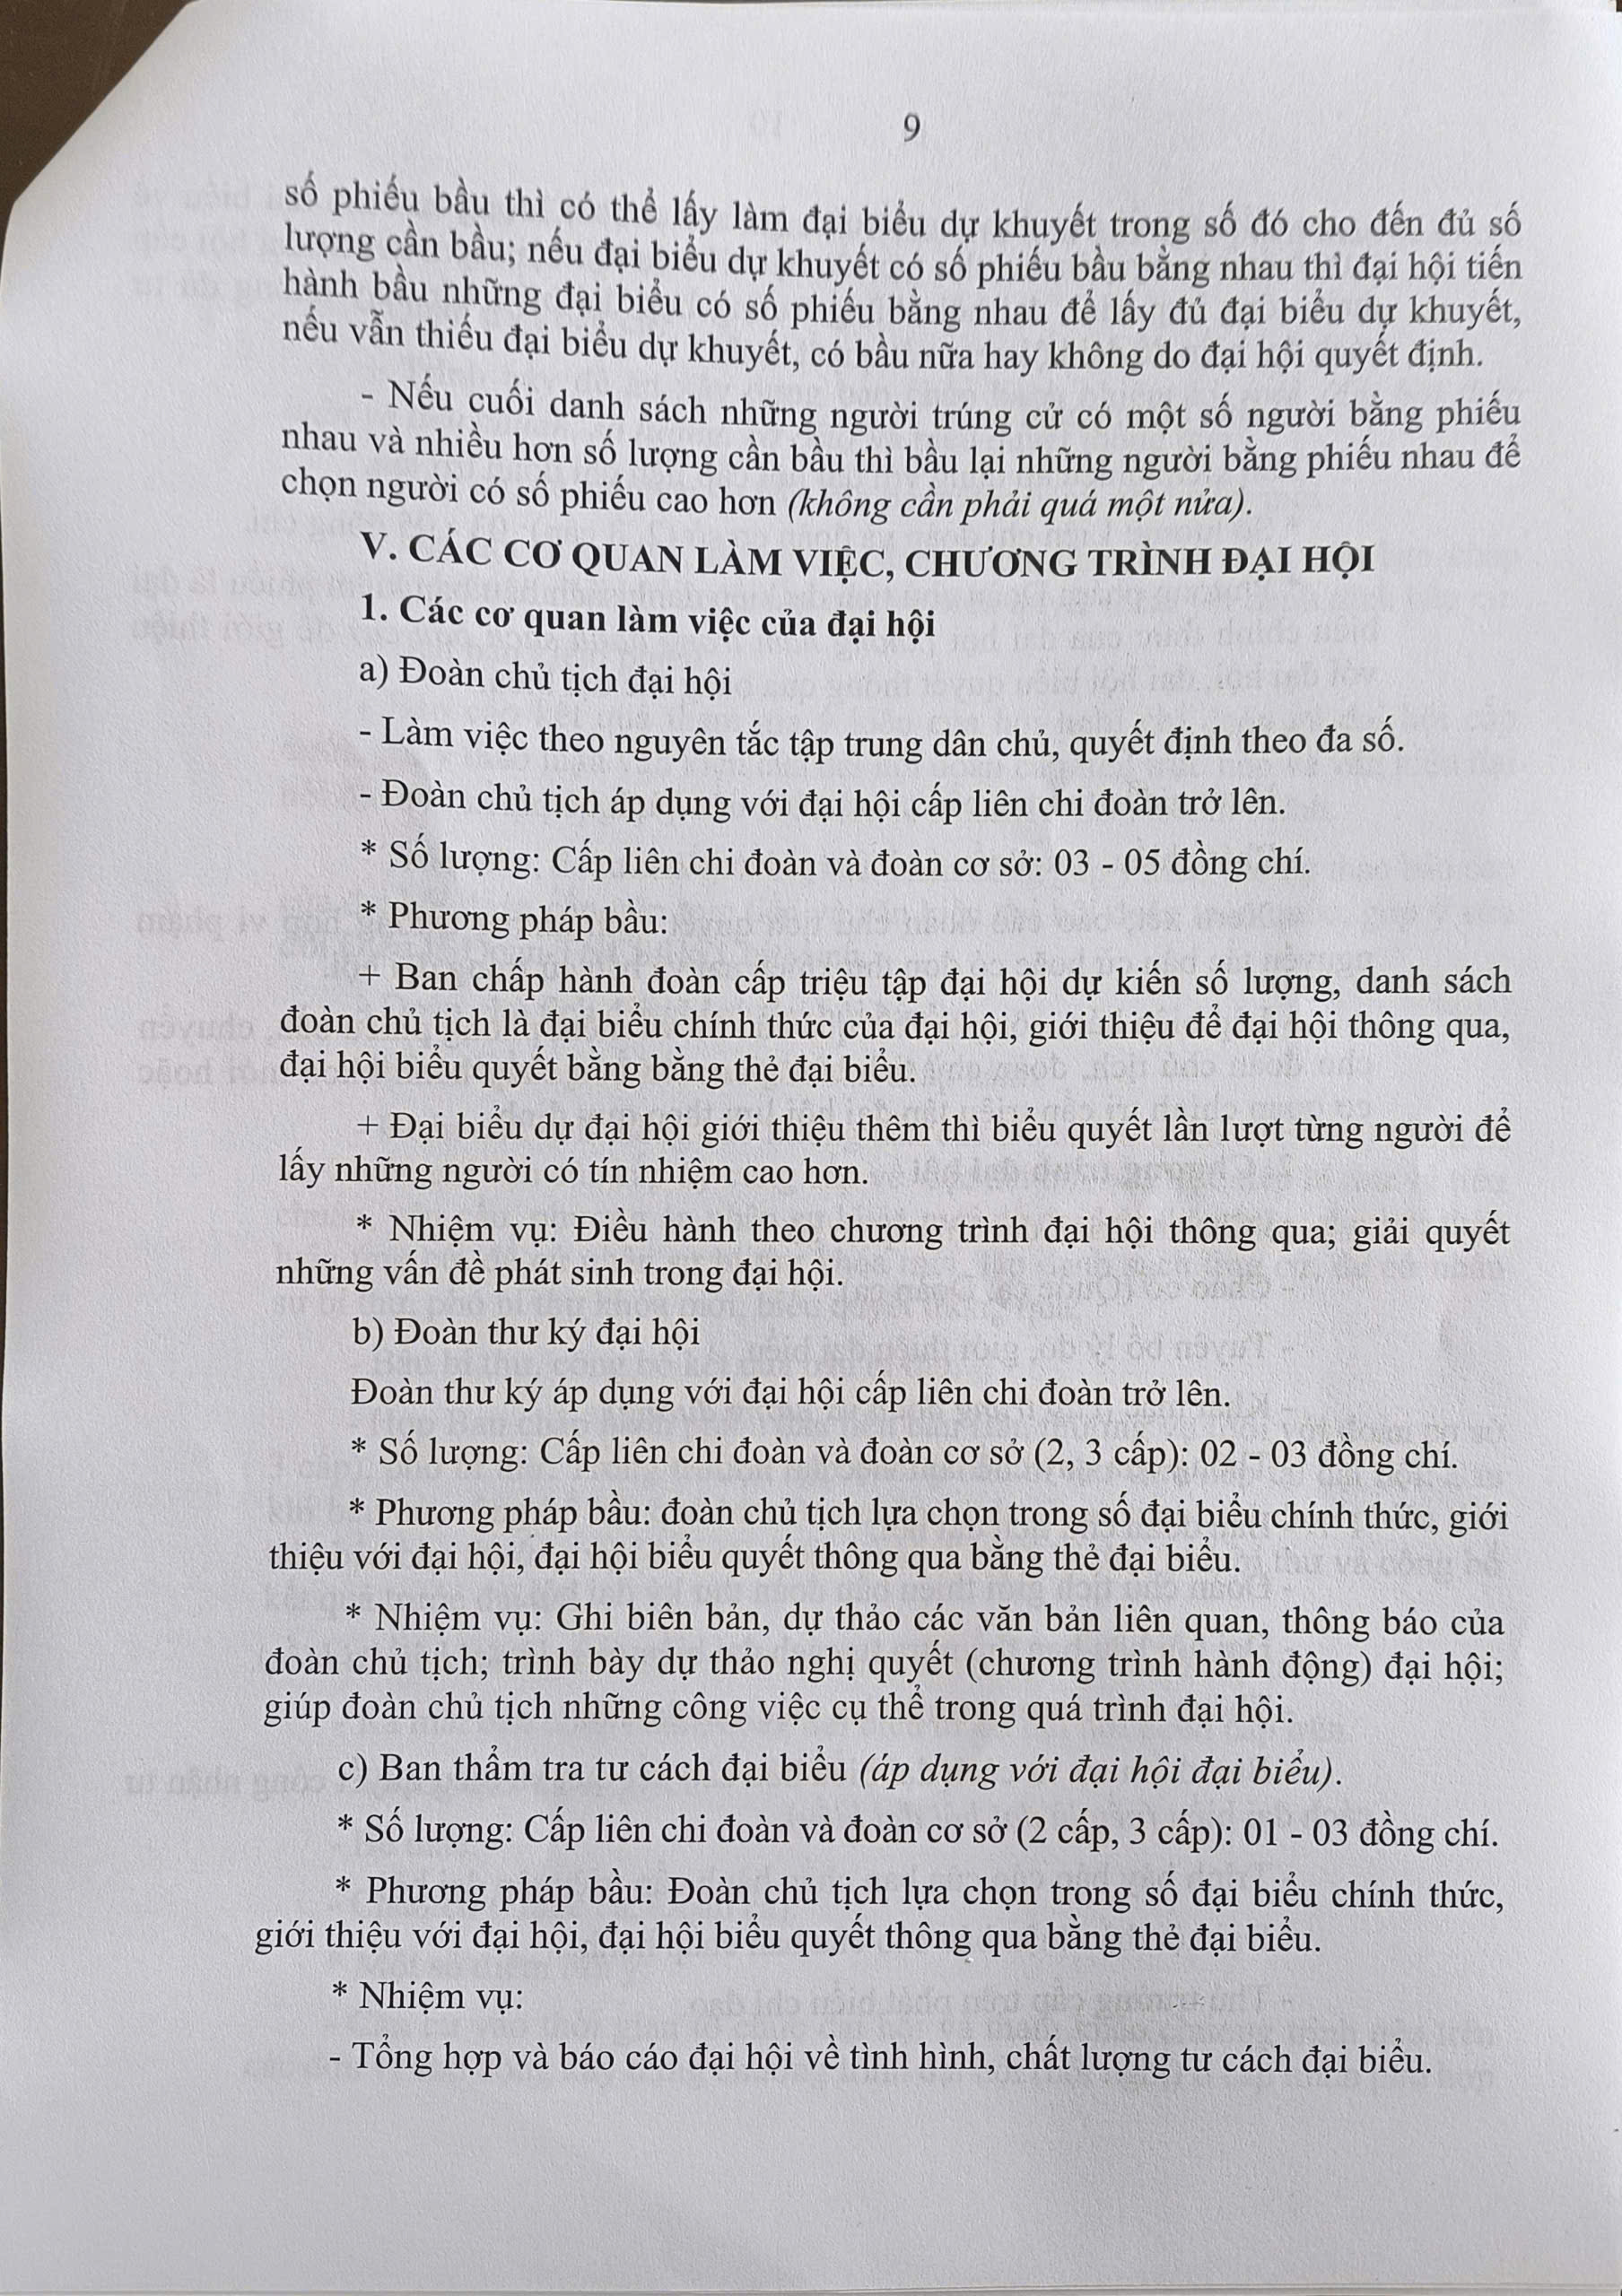 9
số phiếu bầu thì có thể lấy làm đại biểu dự khuyết trong số đó cho đến đủ số
lượng cần bầu; nếu đại biểu dự khuyết có số phiếu bầu bằng nhau thì đại hội tiến
hành bầu những đại biểu có số phiếu bằng nhau để lấy đủ đại biểu dự khuyết,
nếu vẫn thiếu đại biểu dự khuyết, có bầu nữa hay không do đại hội quyết định.
- Nếu cuối danh sách những người trúng cử có một số người bằng phiếu
nhau và nhiều hơn số lượng cần bầu thì bầu lại những người bằng phiếu nhau để
chọn người có số phiếu cao hơn (không cần phải quá một nửa).
V. CÁC CƠ QUAN LÀM VIỆC, CHƯƠNG TRÌNH ĐẠI HỘI
1. Các cơ quan làm việc của đại hội
a) Đoàn chủ tịch đại hội
- Làm việc theo nguyên tắc tập trung dân chủ, quyết định theo đa số.
- Đoàn chủ tịch áp dụng với đại hội cấp liên chi đoàn trở lên.
* Số lượng: Cấp liên chi đoàn và đoàn cơ sở: 03 - 05 đồng chí.
* Phương pháp bầu:
+ Ban chấp hành đoàn cấp triệu tập đại hội dự kiến số lượng, danh sách
đoàn chủ tịch là đại biểu chính thức của đại hội, giới thiệu để đại hội thông qua,
đại hội biểu quyết bằng bằng thẻ đại biểu.
+ Đại biểu dự đại hội giới thiệu thêm thì biểu quyết lần lượt từng người để
lấy những người có tín nhiệm cao hơn.
* Nhiệm vụ: Điều hành theo chương trình đại hội thông qua; giải quyết
những vấn đề phát sinh trong đại hội.
b) Đoàn thư ký đại hội
Đoàn thư ký áp dụng với đại hội cấp liên chi đoàn trở lên.
* Số lượng: Cấp liên chi đoàn và đoàn cơ sở (2, 3 cấp): 02 - 03 đồng chí.
* Phương pháp bầu: đoàn chủ tịch lựa chọn trong số đại biểu chính thức, giới
thiệu với đại hội, đại hội biểu quyết thông qua bằng thẻ đại biểu.
* Nhiệm vụ: Ghi biên bản, dự thảo các văn bản liên quan, thông báo của
đoàn chủ tịch; trình bày dự thảo nghị quyết (chương trình hành động) đại hội;
giúp đoàn chủ tịch những công việc cụ thể trong quá trình đại hội.
c) Ban thẩm tra tư cách đại biểu (áp dụng với đại hội đại biểu).
* Số lượng: Cấp liên chi đoàn và đoàn cơ sở (2 cấp, 3 cấp): 01 - 03 đồng chí.
* Phương pháp bầu: Đoàn chủ tịch lựa chọn trong số đại biểu chính thức,
giới thiệu với đại hội, đại hội biểu quyết thông qua bằng thẻ đại biểu.
* Nhiệm vụ:
- Tổng hợp và báo cáo đại hội về tình hình, chất lượng tư cách đại biểu.